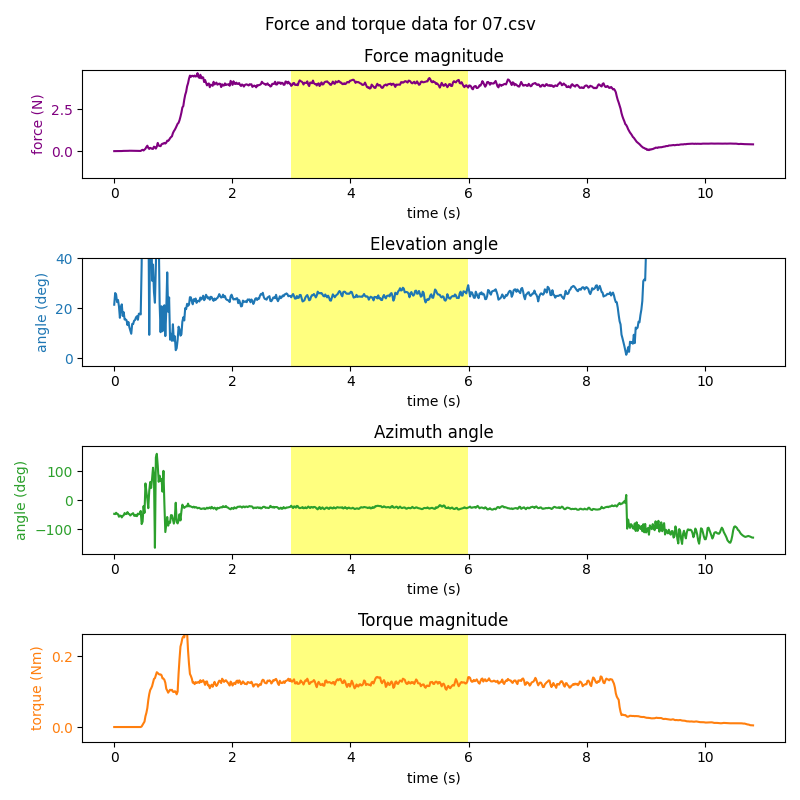 Force and torque data for 07.csv
Force magnitude
force (N)
2.5
0.0
0 2 4 6 8 10
time (s)
Elevation angle
angle (deg)
40
20
0
0 2 4 6 8 10
time (s)
Azimuth angle
angle (deg)
100
0
−100
0 2 4 6 8 10
time (s)
Torque magnitude
torque (Nm)
0.2
0.0
0 2 4 6 8 10
time (s)